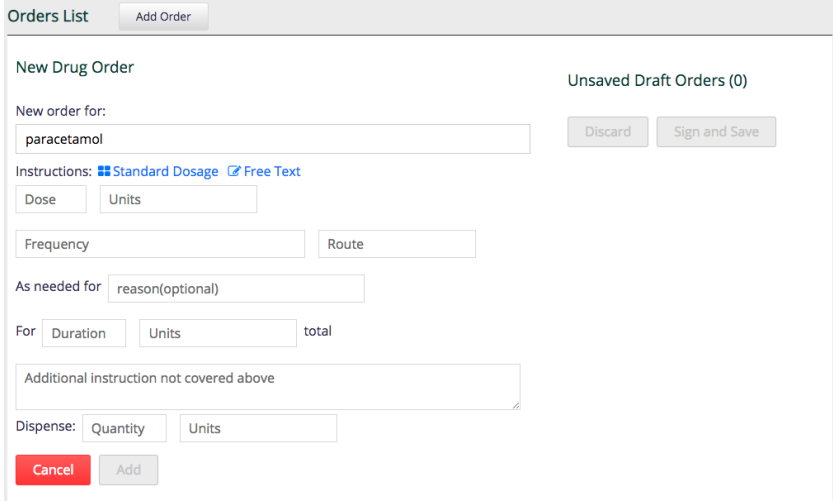 Orders List Add Order
New Drug Order
Unsaved Draft Orders (0)
New order for:
paracetamol
Discard Sign and Save
Instructions: Standard Dosage Free Text
Dose Units
Frequency Route
As needed for reason(optional)
For Duration Units total
Additional instruction not covered above
Dispense: Quantity Units
Cancel Add